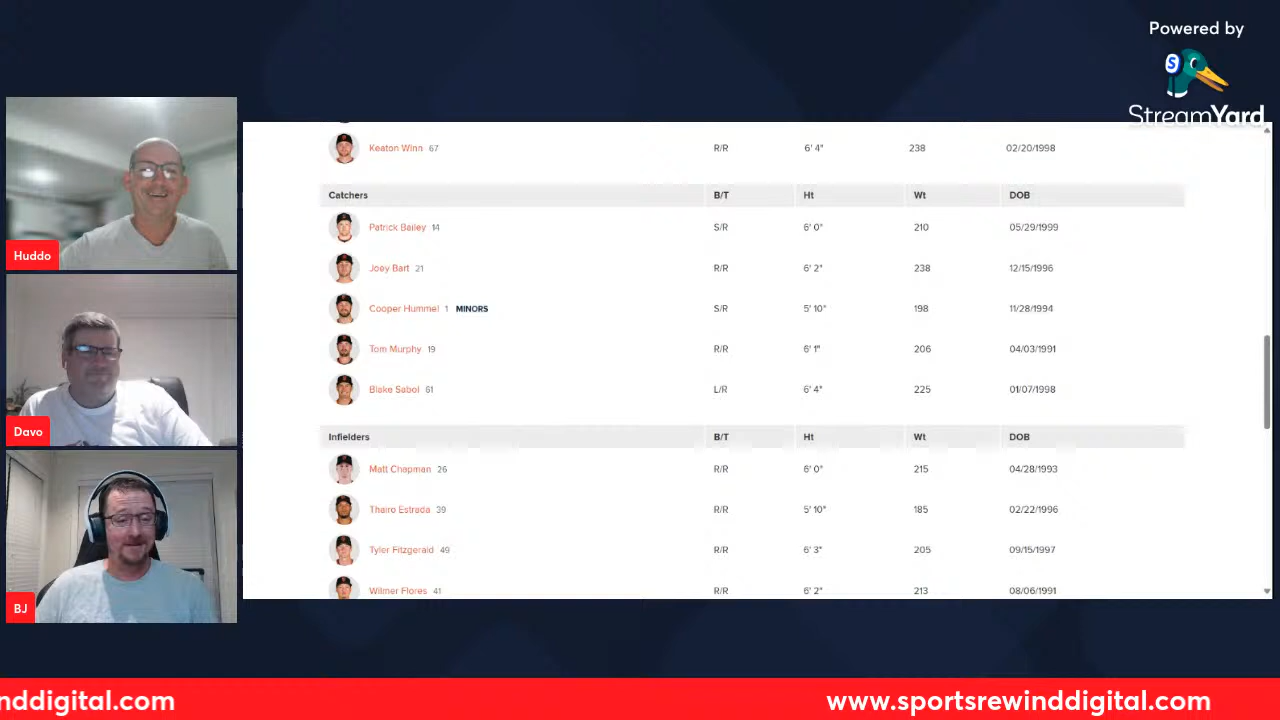 Powered by
S
StreamYard
Huddo
Davo
BJ
Keaton Winn 67 R/R 6' 4" 238 02/20/1998
Catchers B/T Ht Wt DOB
Patrick Bailey 14 S/R 6' 0" 210 05/29/1999
Joey Bart 21 R/R 6' 2" 238 12/15/1996
Cooper Hummel 1 MINORS S/R 5' 10" 198 11/28/1994
Tom Murphy 19 R/R 6' 1" 206 04/03/1991
Blake Sabol 61 L/R 6' 4" 225 01/07/1998
Infielders B/T Ht Wt DOB
Matt Chapman 26 R/R 6' 0" 215 04/28/1993
Thairo Estrada 39 R/R 5' 10" 185 02/22/1996
Tyler Fitzgerald 49 R/R 6' 3" 205 09/15/1997
Wilmer Flores 41 R/R 6' 2" 213 08/06/1991
nddigital.com www.sportsrewinddigital.com